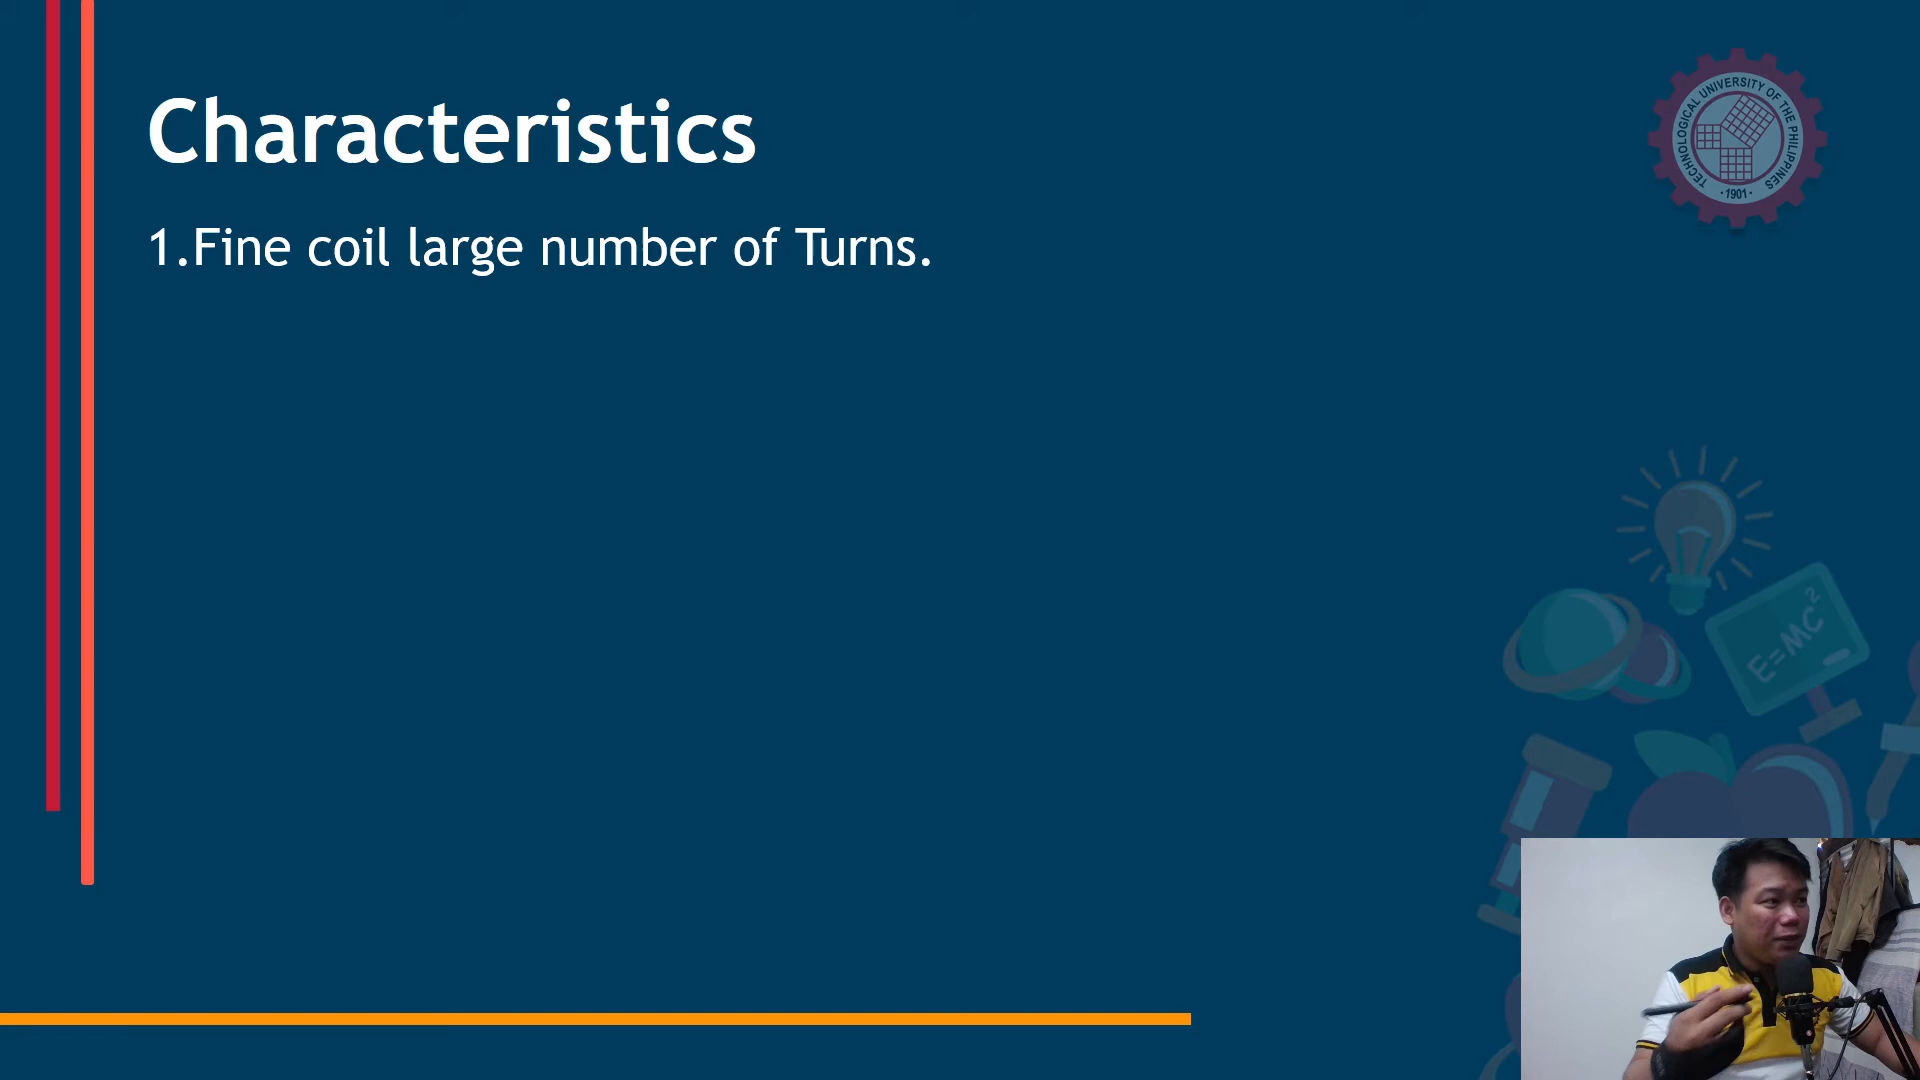 Characteristics
1.Fine coil large number of Turns.
TECHNOLOGICAL UNIVERSITY OF THE PHILIPPINES
· 1901 ·
E=MC²